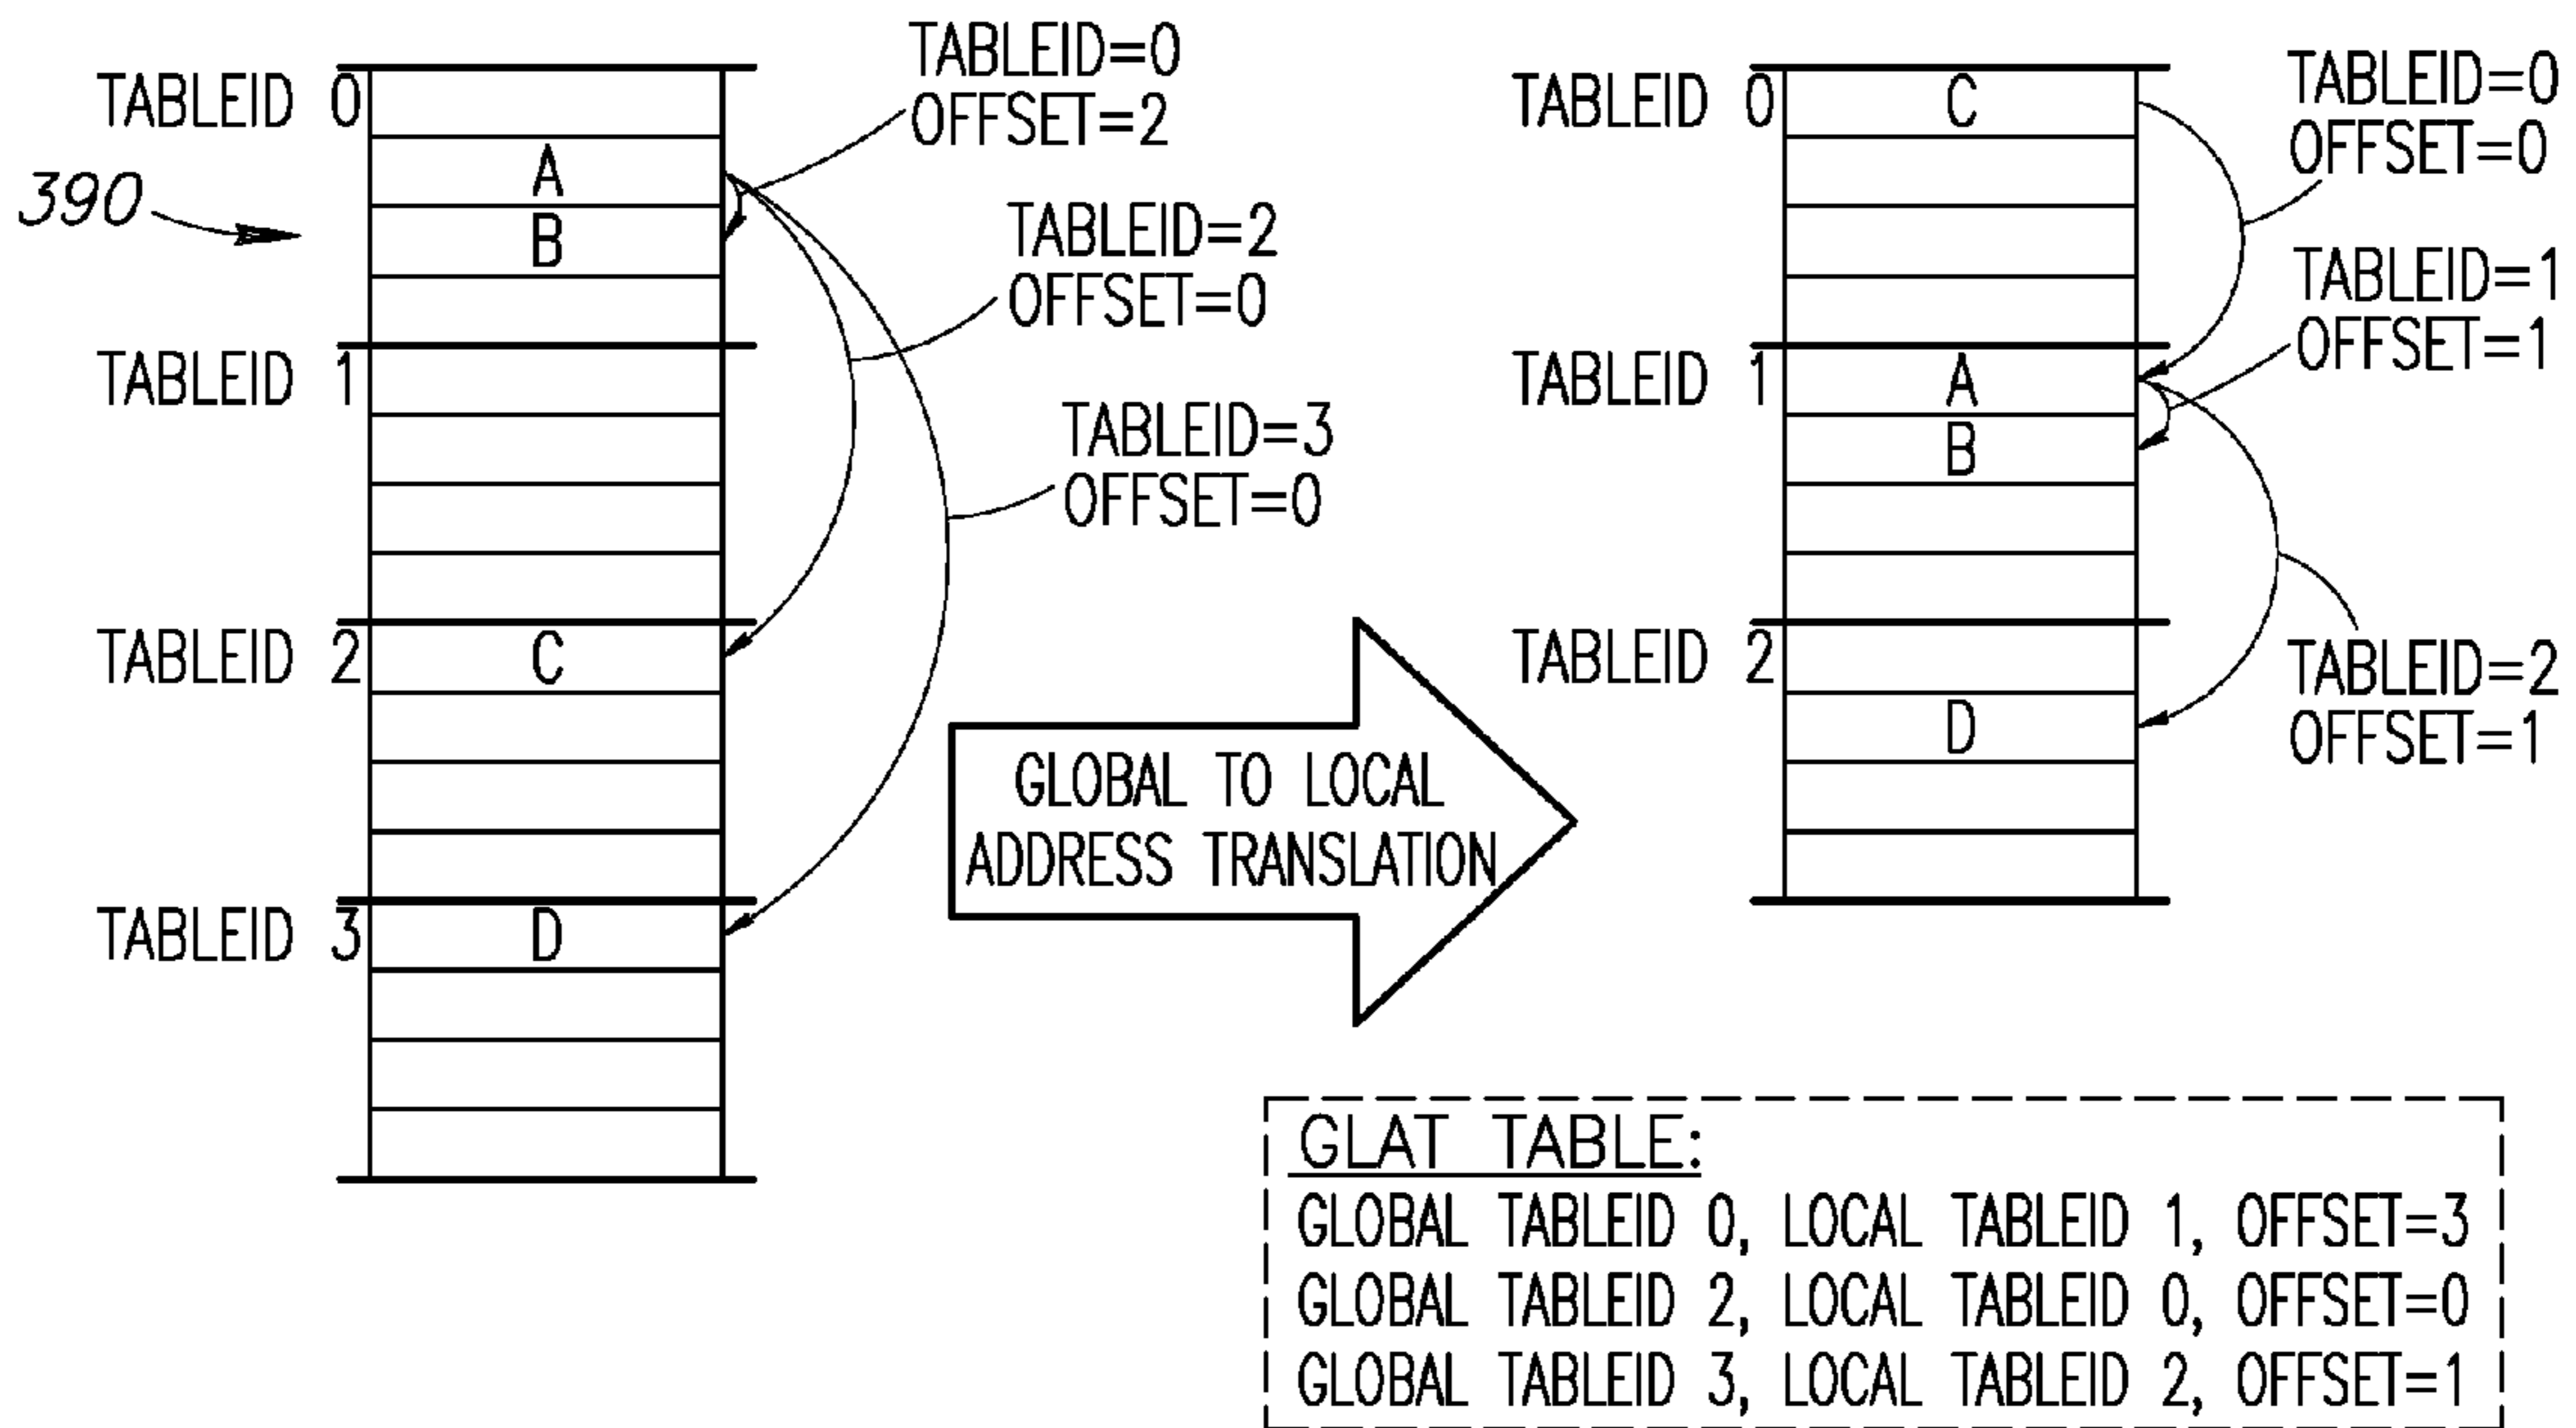 TABLEID 0
A
390
B
TABLEID 1
TABLEID 2
C
TABLEID 3
D
TABLEID=0
OFFSET=2
TABLEID=2
OFFSET=0
TABLEID=3
OFFSET=0
GLOBAL TO LOCAL
ADDRESS TRANSLATION
TABLEID 0
C
TABLEID 1
A
B
TABLEID 2
D
TABLEID=0
OFFSET=0
TABLEID=1
OFFSET=1
TABLEID=2
OFFSET=1
GLAT TABLE:
GLOBAL TABLEID 0, LOCAL TABLEID 1, OFFSET=3
GLOBAL TABLEID 2, LOCAL TABLEID 0, OFFSET=0
GLOBAL TABLEID 3, LOCAL TABLEID 2, OFFSET=1